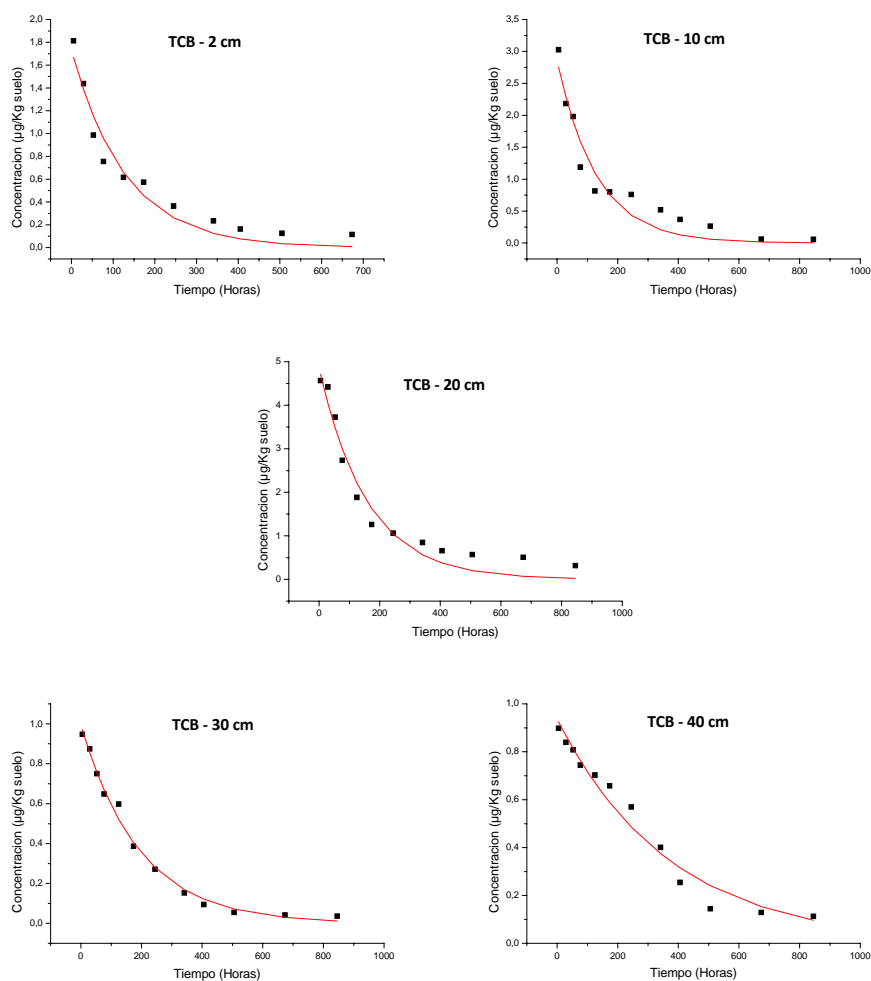 TCB - 2 cm
Concentracion (µg/Kg suelo)
2,0
1,8
1,6
1,4
1,2
1,0
0,8
0,6
0,4
0,2
0,0
0 100 200 300 400 500 600 700
Tiempo (Horas)
TCB - 10 cm
Concentracion (µg/Kg suelo)
3,5
3,0
2,5
2,0
1,5
1,0
0,5
0,0
0 200 400 600 800 1000
Tiempo (Horas)
TCB - 20 cm
Concentracion (µg/Kg suelo)
5
4
3
2
1
0
0 200 400 600 800 1000
Tiempo (Horas)
TCB - 30 cm
Concentracion (µg/Kg suelo)
1,0
0,8
0,6
0,4
0,2
0,0
0 200 400 600 800 1000
Tiempo (Horas)
TCB - 40 cm
Concentracion (µg/Kg suelo)
1,0
0,8
0,6
0,4
0,2
0,0
0 200 400 600 800 1000
Tiempo (Horas)